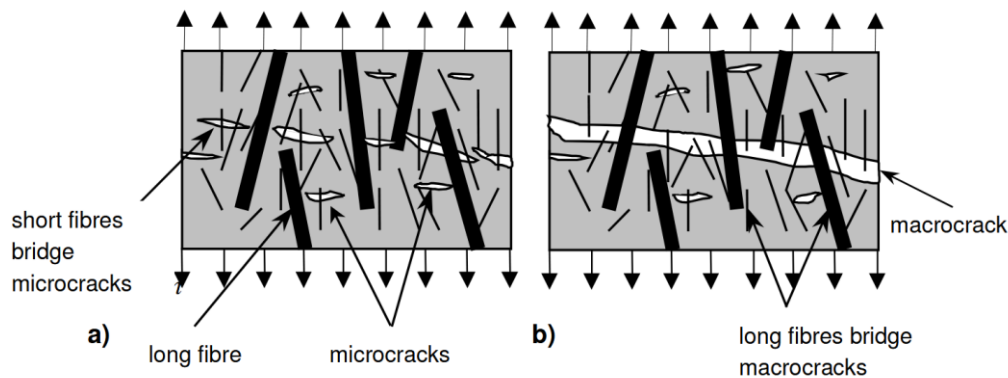 short fibres
bridge
microcracks
a)
long fibre
microcracks
b)
long fibres bridge
macrocracks
macrocrack